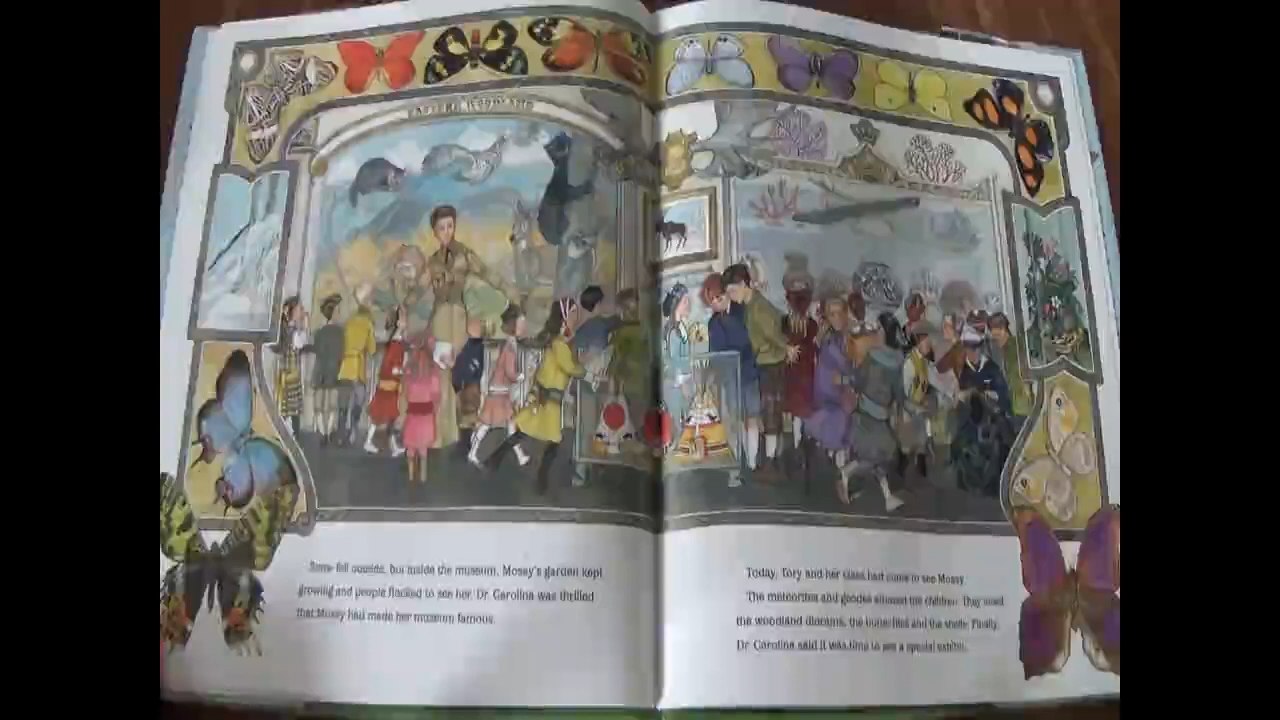 Snow fell outside, but inside the museum, Mossy's garden kept
growing and people flocked to see her. Dr. Carolina was thrilled
that Mossy had made her museum famous.
Today, Tory and her class had come to see Mossy.
The meteorites and geodes amazed the children. They loved
the woodland diorama, the butterflies and the shells. Finally,
Dr. Carolina said it was time to see a special exhibit.